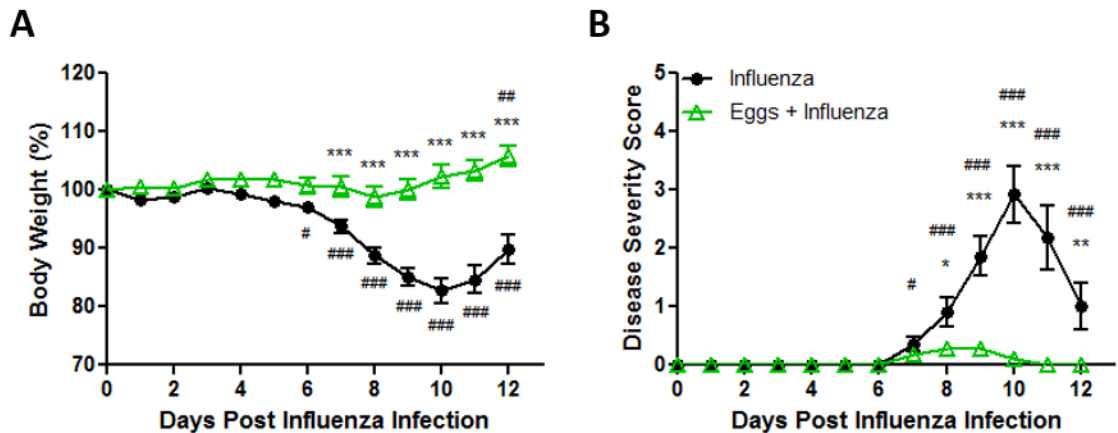 A
Body Weight (%)
120
110
100
90
80
70
0 2 4 6 8 10 12
Days Post Influenza Infection
*** *** *** *** *** ***
##
# ### ### ### ### ### ###
B
Disease Severity Score
5
4
3
2
1
0
0 2 4 6 8 10 12
Days Post Influenza Infection
Influenza
Eggs + Influenza
#
###
*
###
***
###
***
###
***
###
**